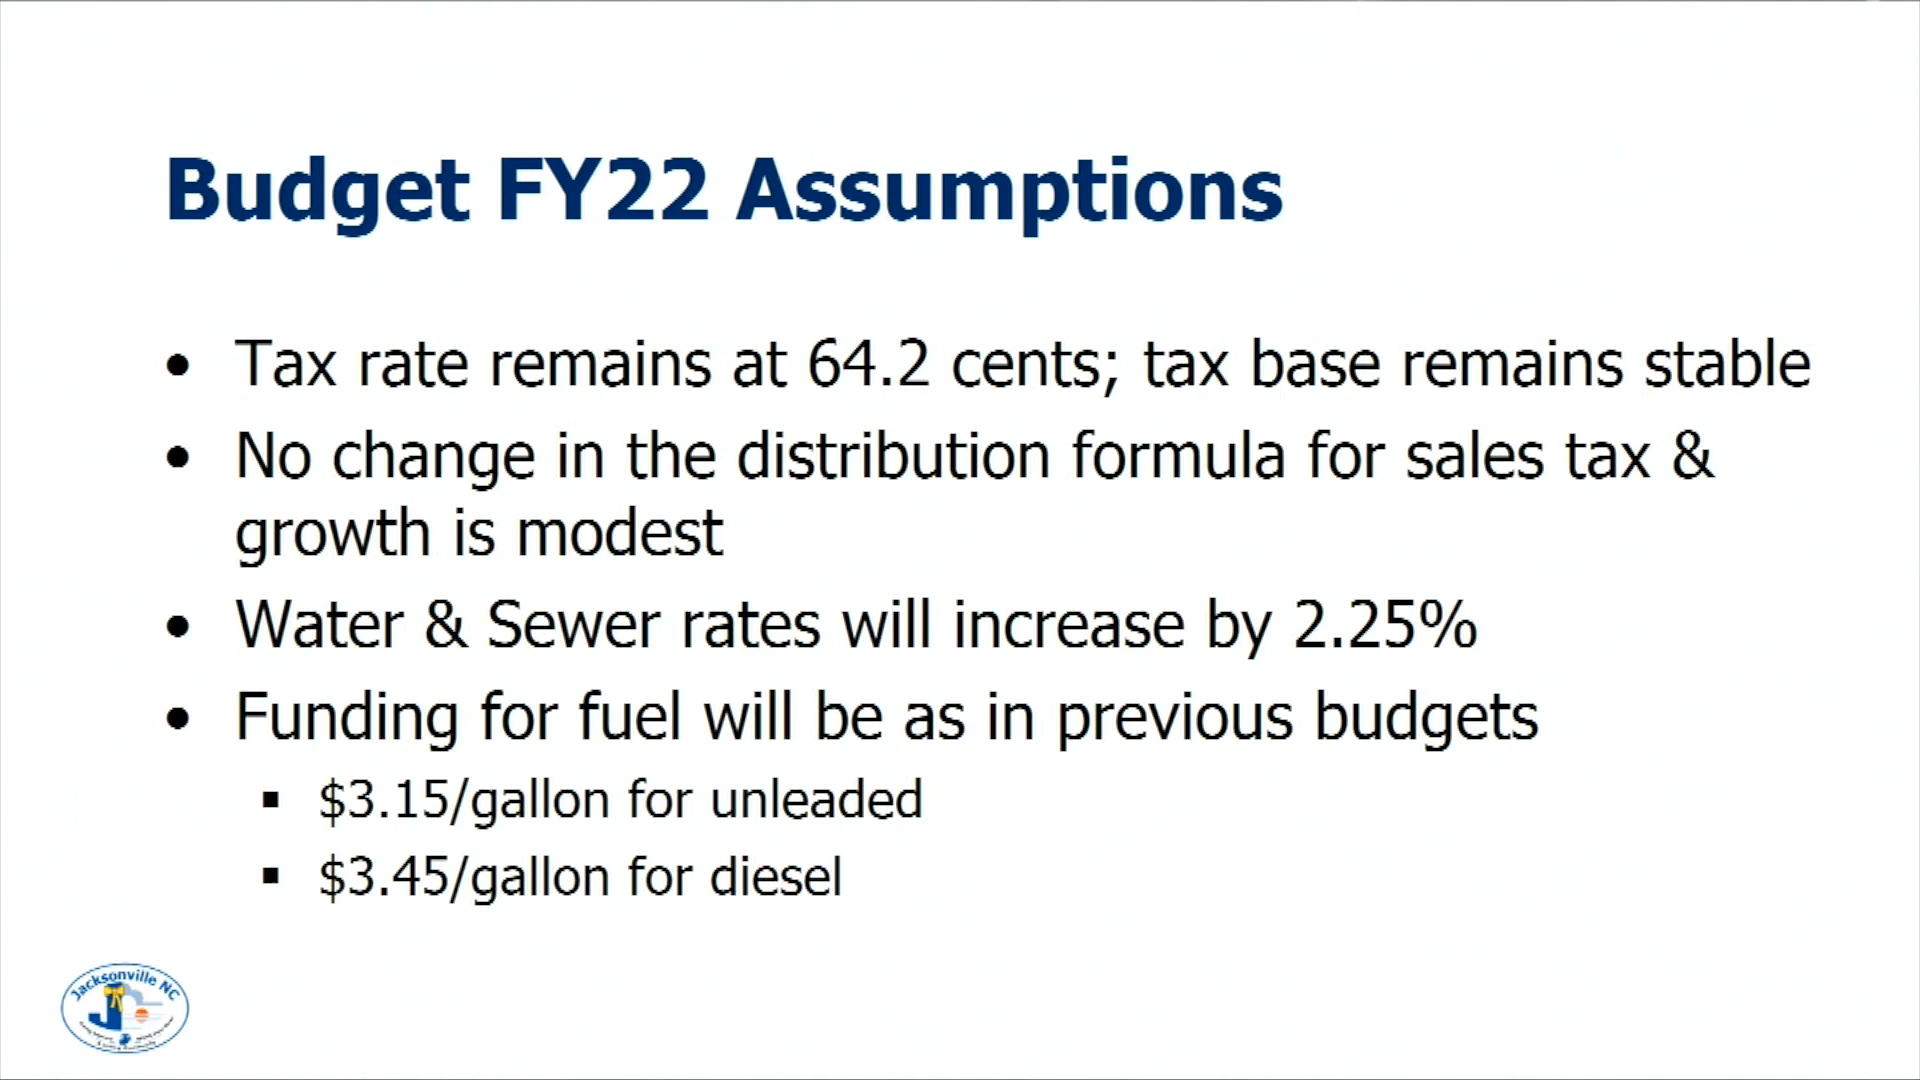 Budget FY22 Assumptions
• Tax rate remains at 64.2 cents; tax base remains stable
• No change in the distribution formula for sales tax &
growth is modest
• Water & Sewer rates will increase by 2.25%
• Funding for fuel will be as in previous budgets
▪ $3.15/gallon for unleaded
▪ $3.45/gallon for diesel
Jacksonville NC